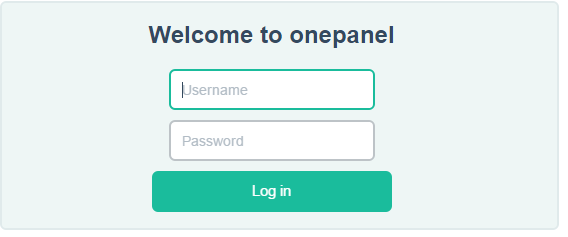 Welcome to onepanel
Username
Password
Log in